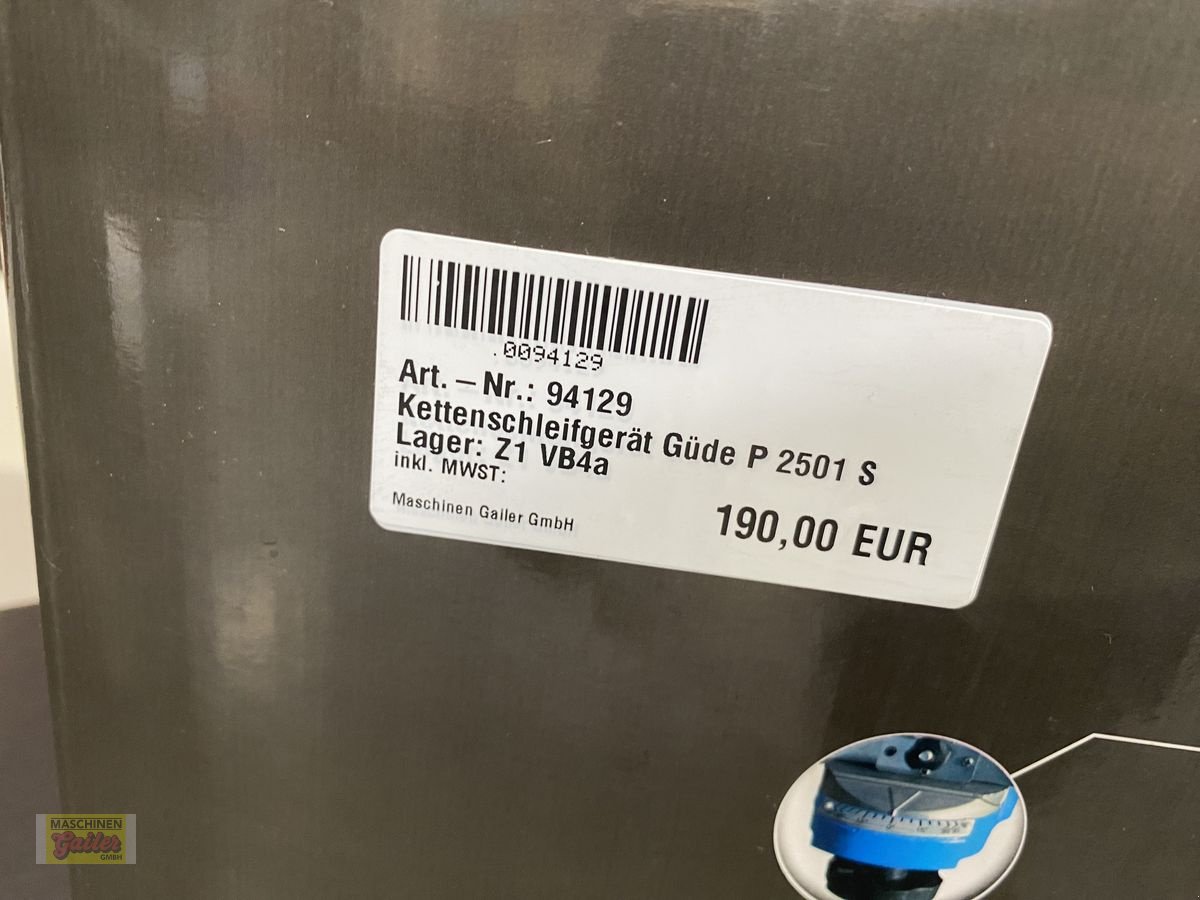 .0094129
Art. – Nr.: 94129
Kettenschleifgerät Güde P 2501 S
Lager: Z1 VB4a
inkl. MWST:
Maschinen Gailer GmbH
190,00 EUR
MASCHINEN
Gailer
GMBH